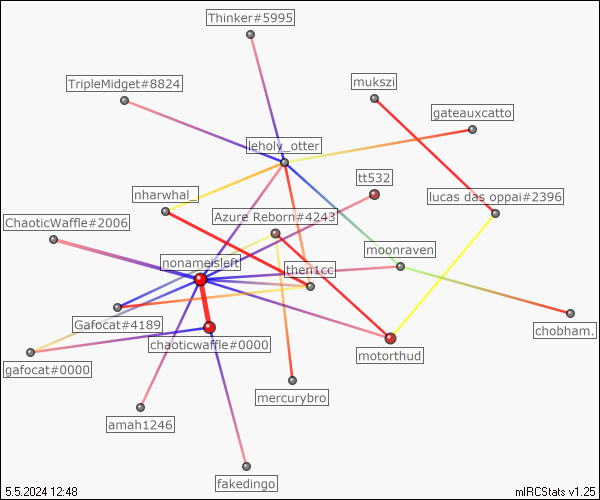 Thinker#5995
mukszi
TripleMidget#8824
gateauxcatto
leholy_otter
tt532
nharwhal_
lucas das oppai#2396
Azure Reborn#4243
ChaoticWaffle#2006
moonraven
nonameisleft
then1cc
Gafocat#4189
chobham.
chaoticwaffle#0000
motorthud
gafocat#0000
mercurybro
amah1246
fakedingo
5.5.2024 12:48
mIRCStats v1.25